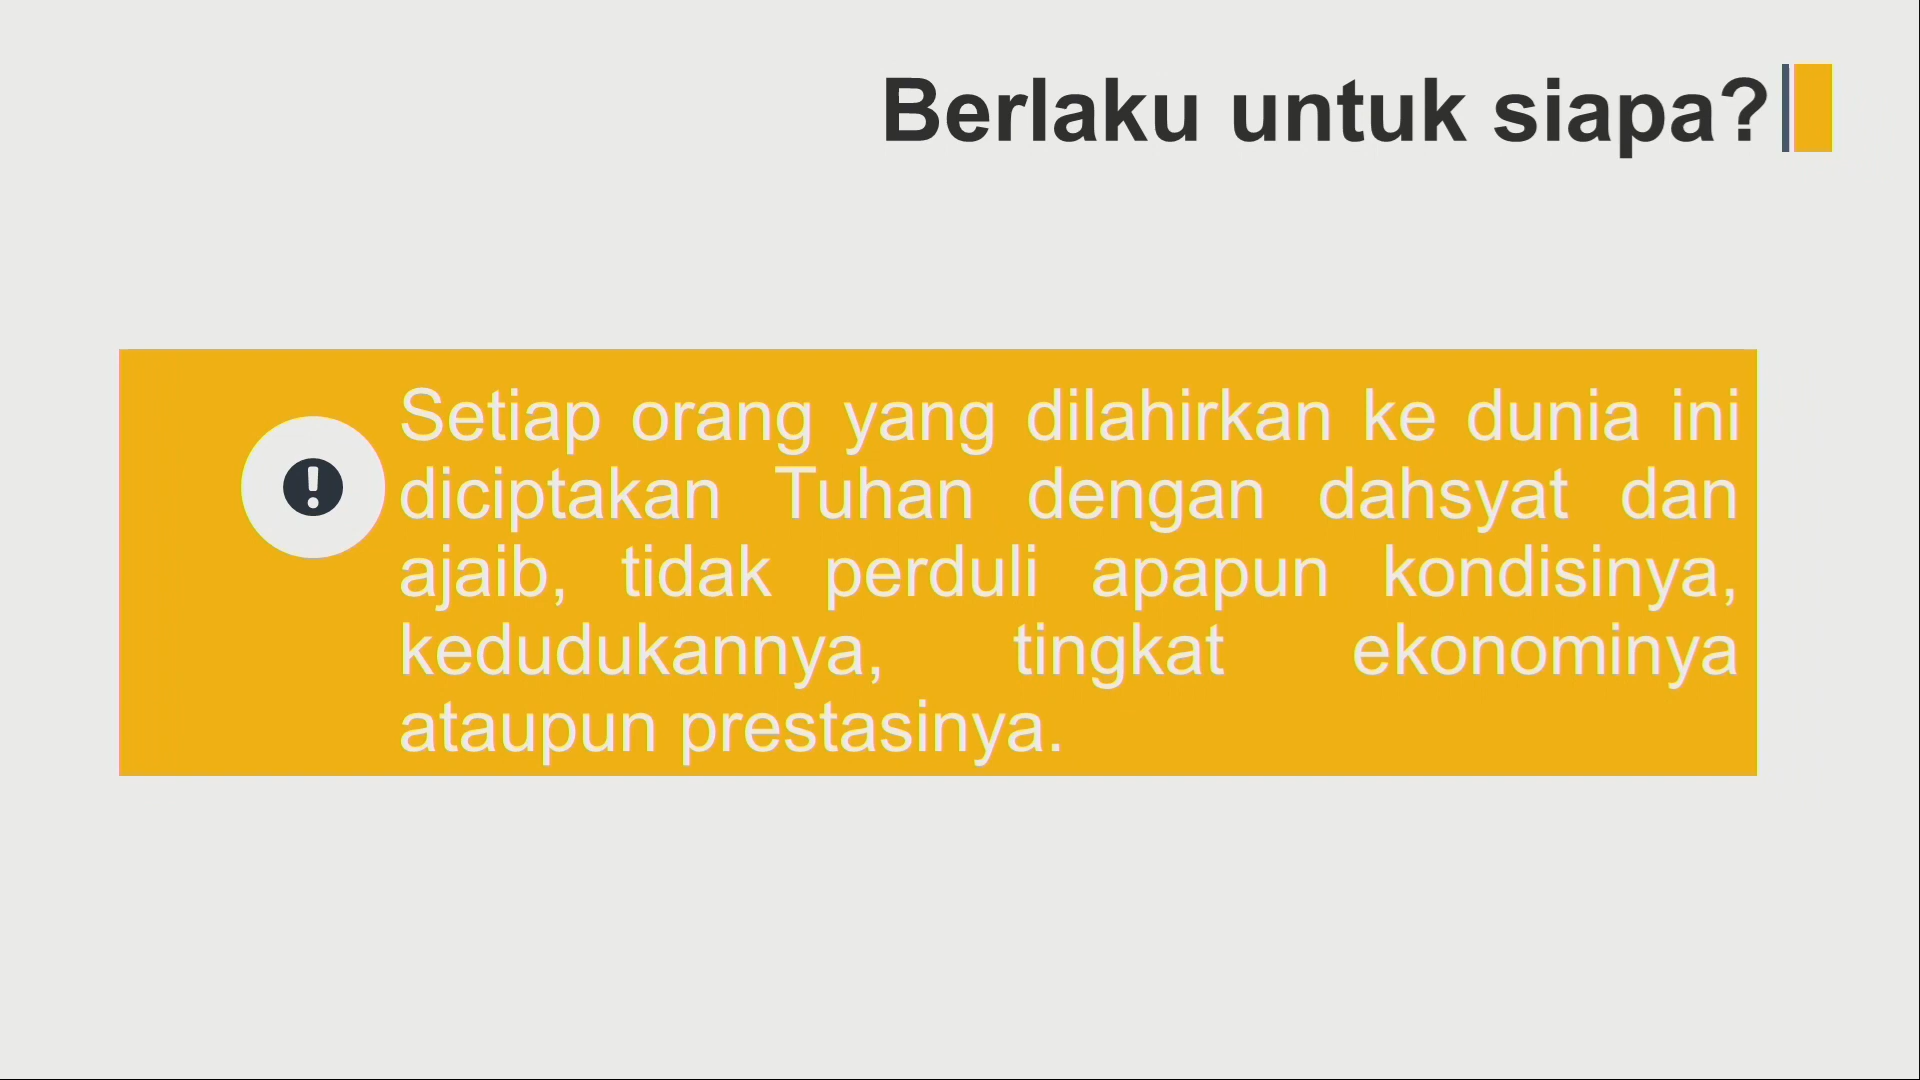 Berlaku untuk siapa?
Setiap orang yang dilahirkan ke dunia ini
diciptakan Tuhan dengan dahsyat dan
ajaib, tidak perduli apapun kondisinya,
kedudukannya, tingkat ekonominya
ataupun prestasinya.